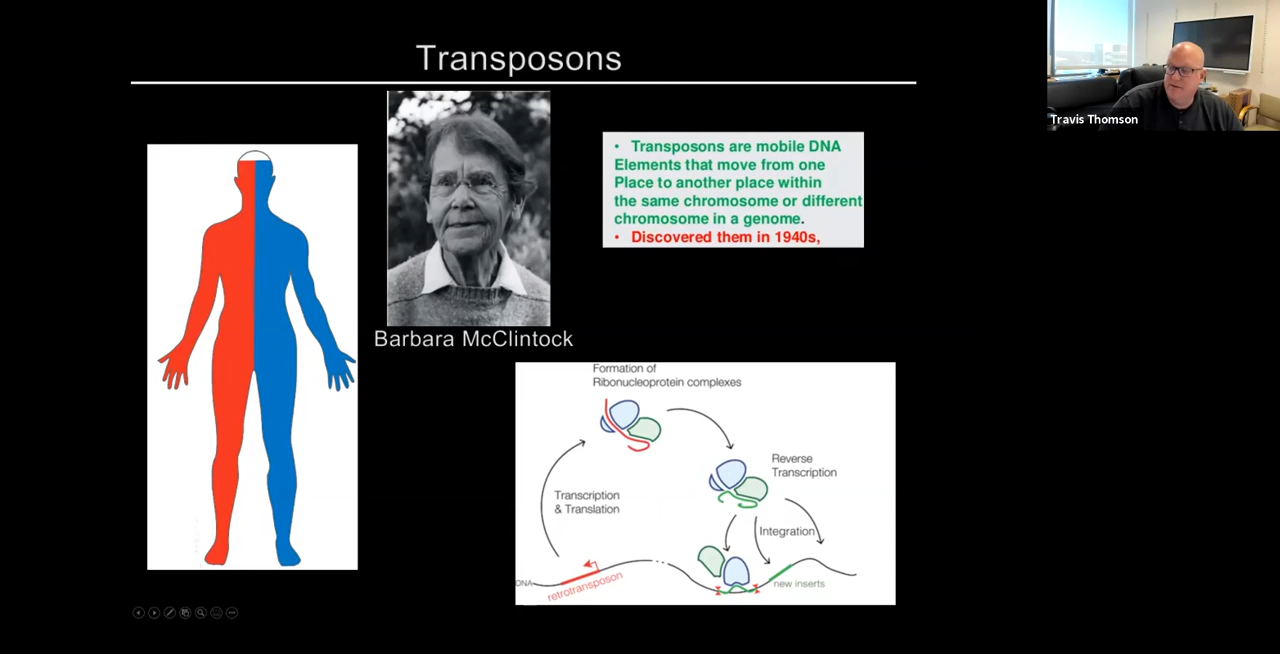 Transposons
Travis Thomson
• Transposons are mobile DNA
Elements that move from one
Place to another place within
the same chromosome or different
chromosome in a genome.
• Discovered them in 1940s,
Barbara McClintock
Formation of
Ribonucleoprotein complexes
Reverse
Transcription
Transcription
& Translation
Integration
DNA
retrotransposon
new inserts